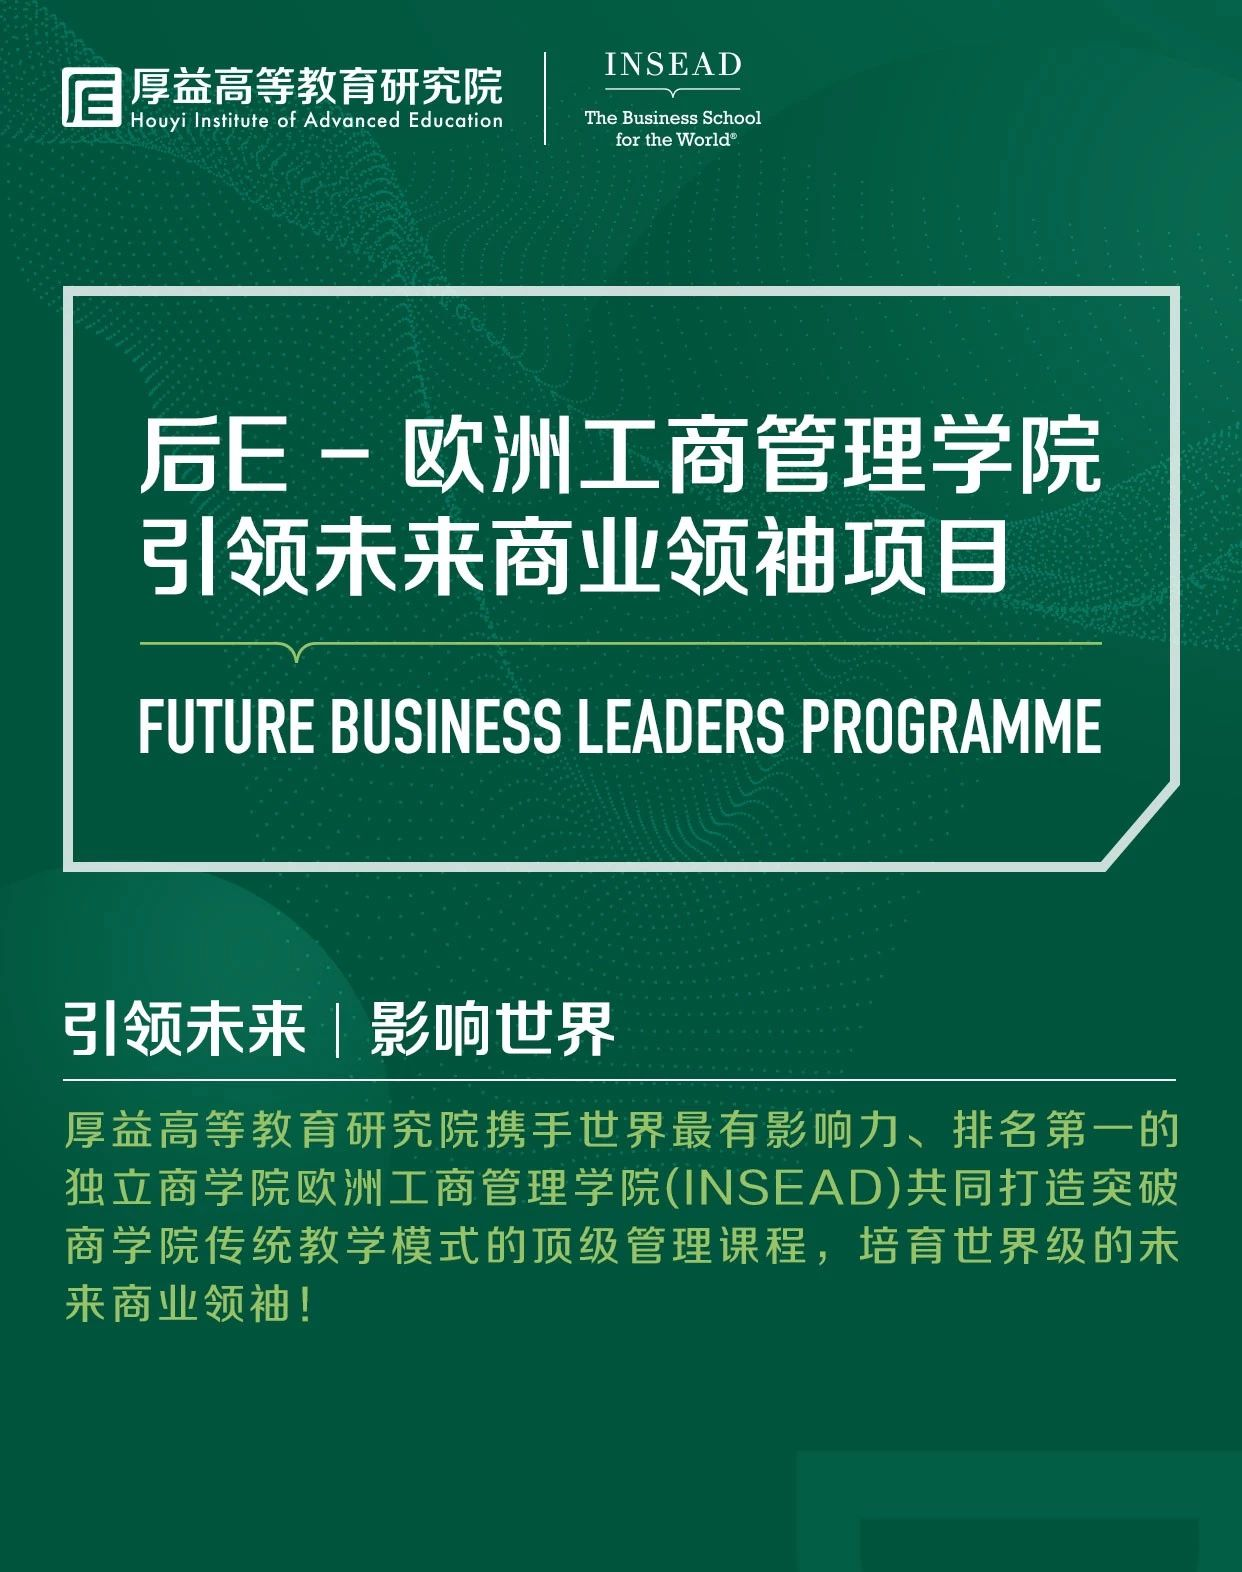 厚益高等教育研究院
Houyi Institute of Advanced Education
INSEAD
The Business School
for the World®
后E - 欧洲工商管理学院
引领未来商业领袖项目
FUTURE BUSINESS LEADERS PROGRAMME
引领未来 | 影响世界
厚益高等教育研究院携手世界最有影响力、排名第一的
独立商学院欧洲工商管理学院(INSEAD)共同打造突破
商学院传统教学模式的顶级管理课程，培育世界级的未
来商业领袖！